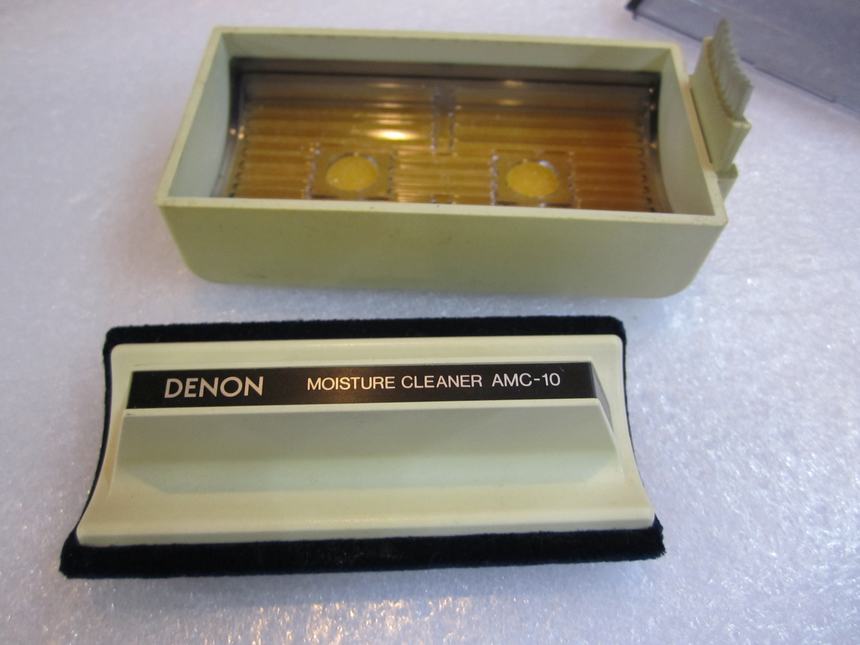 DENON MOISTURE CLEANER AMC-10